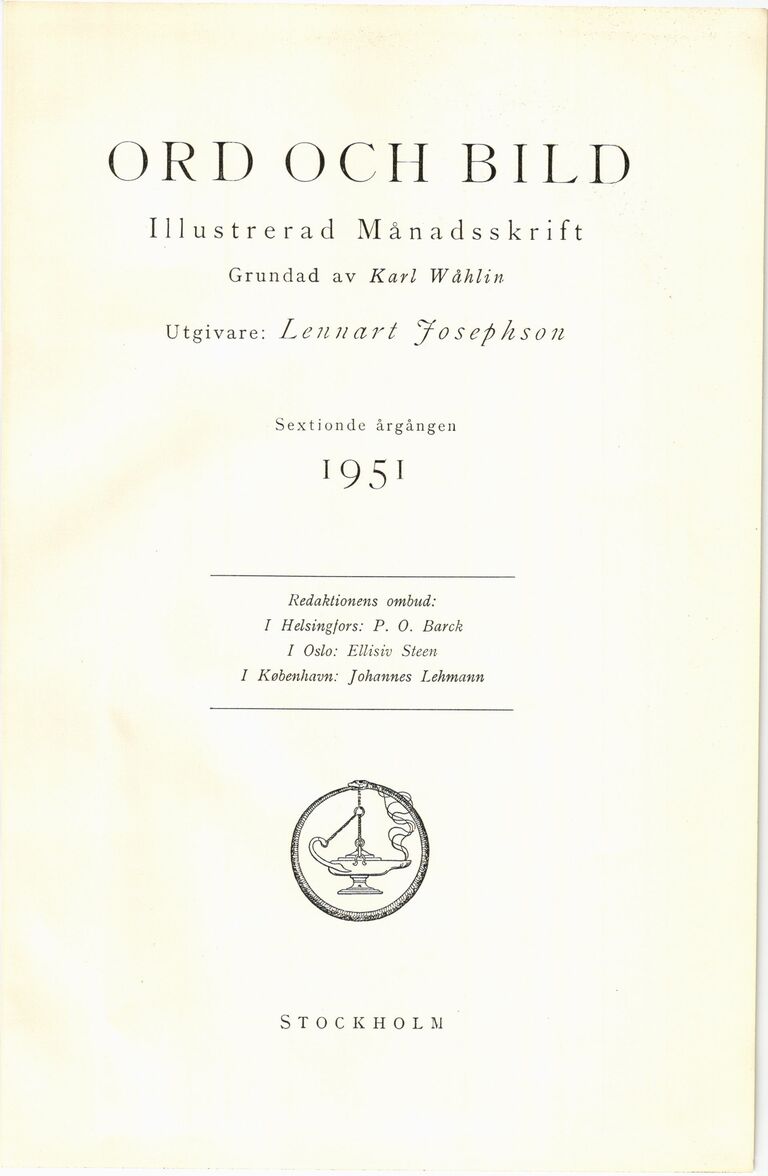 ORD OCH BILD
Illustrerad Månadsskrift
Grundad av Karl Wåhlin
Utgivare: Lennart Josephson
Sextionde årgången
1951
Redaktionens ombud:
I Helsingfors: P. O. Barck
I Oslo: Ellisiv Steen
I København: Johannes Lehmann
STOCKHOLM